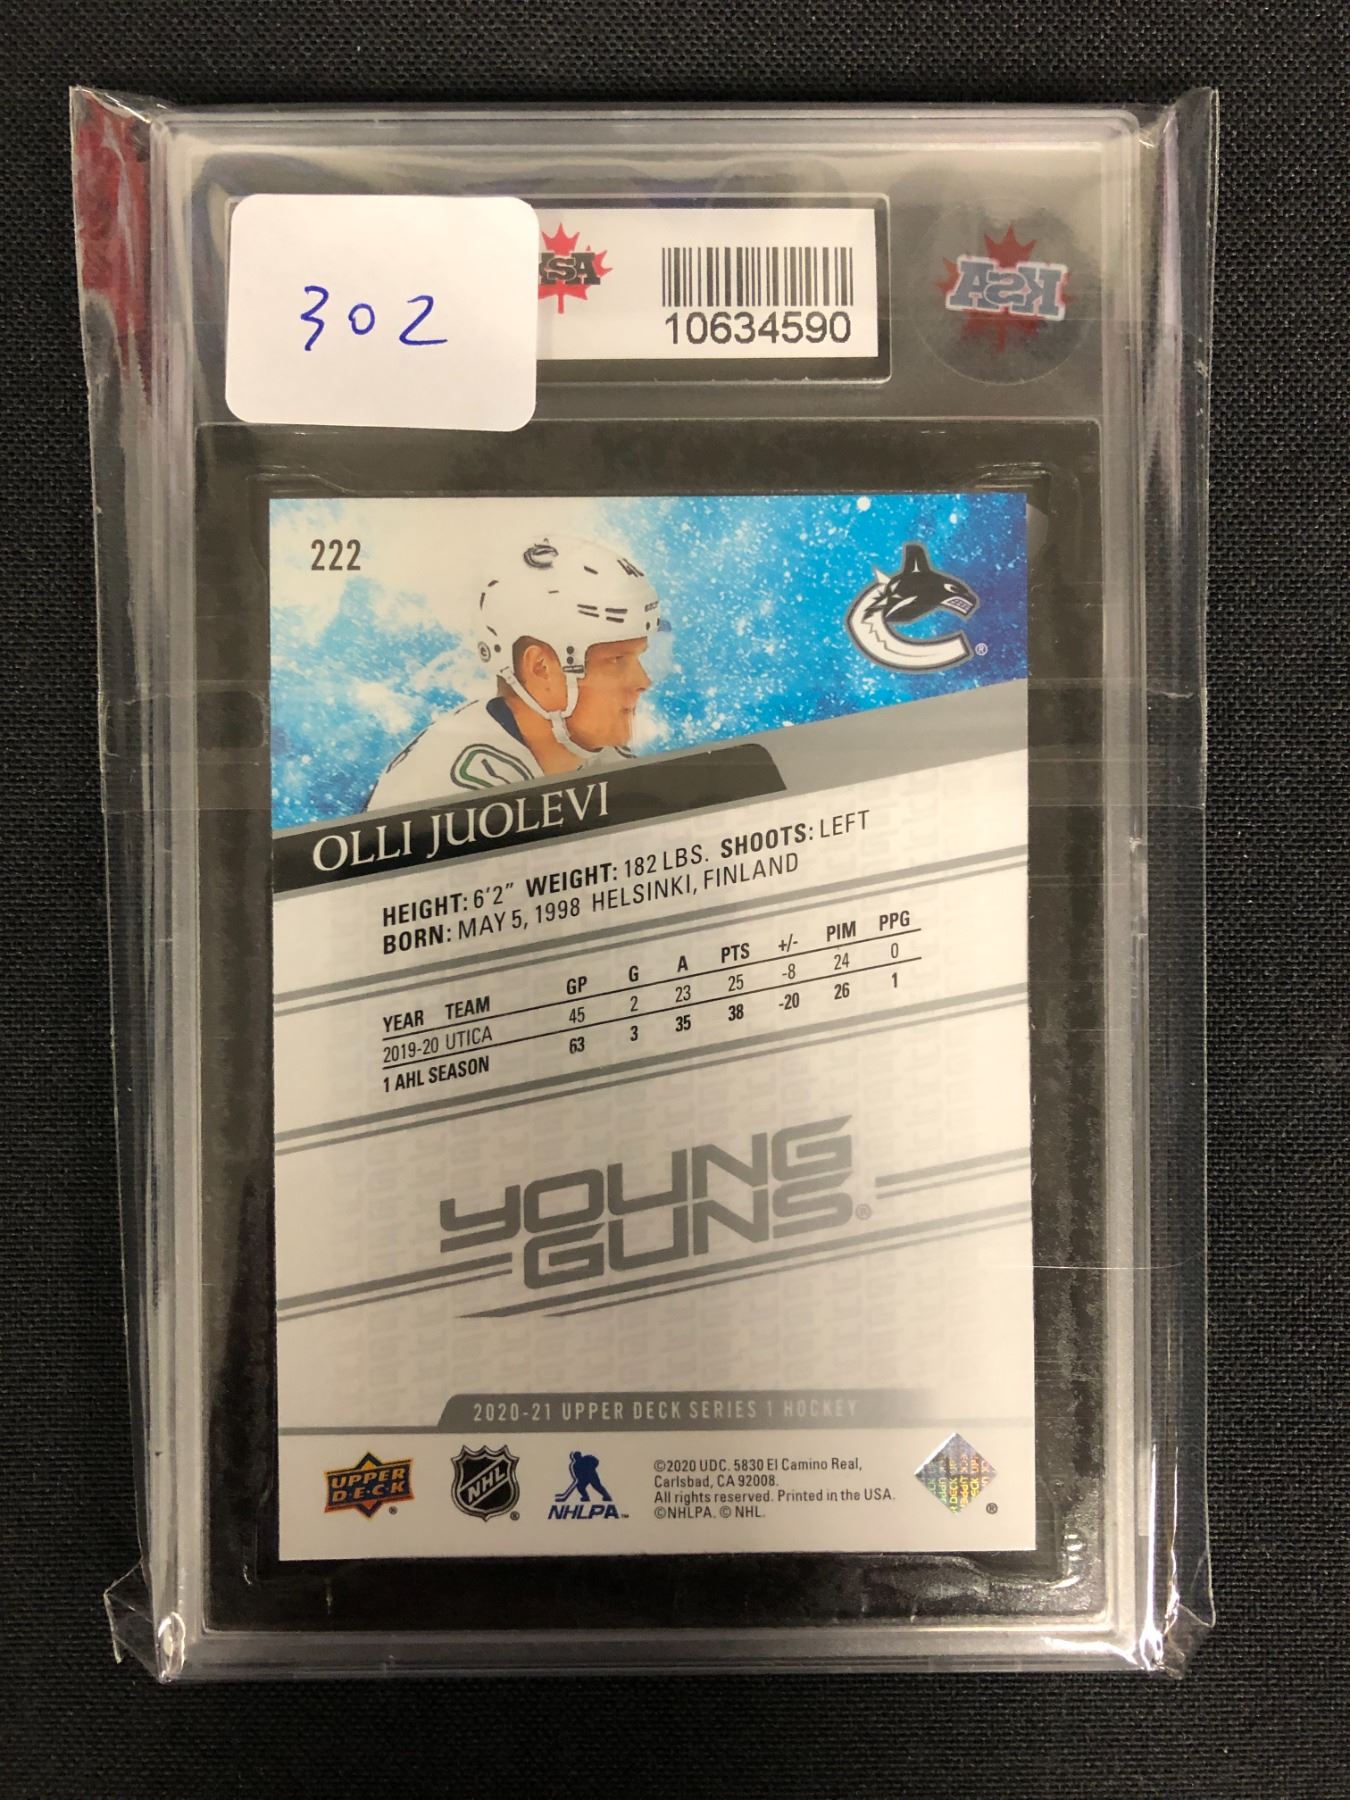 302
KSA
10634590
KSA
222
OLLI JUOLEVI
HEIGHT: 6'2" WEIGHT: 182 LBS. SHOOTS: LEFT
BORN: MAY 5, 1998 HELSINKI, FINLAND
YEAR TEAM GP G A PTS +/- PIM PPG
2019-20 UTICA 45 2 23 25 -8 24 0
1 AHL SEASON 63 3 35 38 -20 26 1
YOUNG
GUNS®
2020-21 UPPER DECK SERIES 1 HOCKEY
UPPER
D·E·C·K®
NHL®
NHLPA™
©2020 UDC. 5830 El Camino Real,
Carlsbad, CA 92008.
All rights reserved. Printed in the USA.
©NHLPA. © NHL.